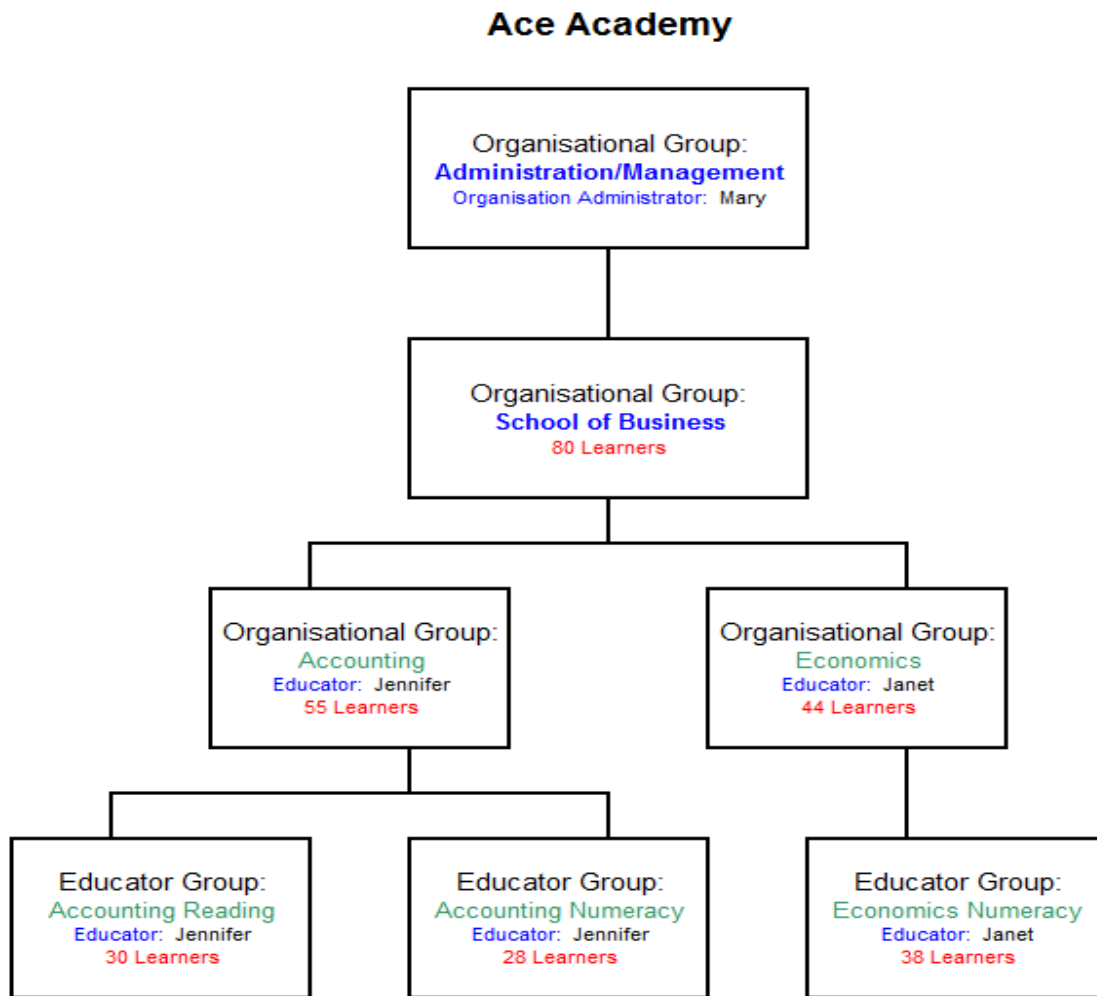 Ace Academy
Organisational Group:
Administration/Management
Organisation Administrator: Mary
Organisational Group:
School of Business
80 Learners
Organisational Group:
Accounting
Educator: Jennifer
55 Learners
Organisational Group:
Economics
Educator: Janet
44 Learners
Educator Group:
Accounting Reading
Educator: Jennifer
30 Learners
Educator Group:
Accounting Numeracy
Educator: Jennifer
28 Learners
Educator Group:
Economics Numeracy
Educator: Janet
38 Learners